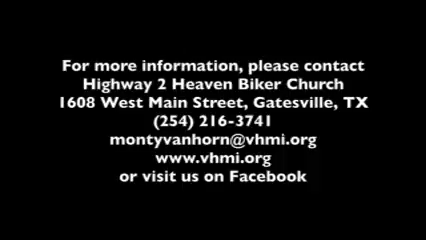 For more information, please contact
Highway 2 Heaven Biker Church
1608 West Main Street, Gatesville, TX
(254) 216-3741
montyvanhorn@vhmi.org
www.vhmi.org
or visit us on Facebook